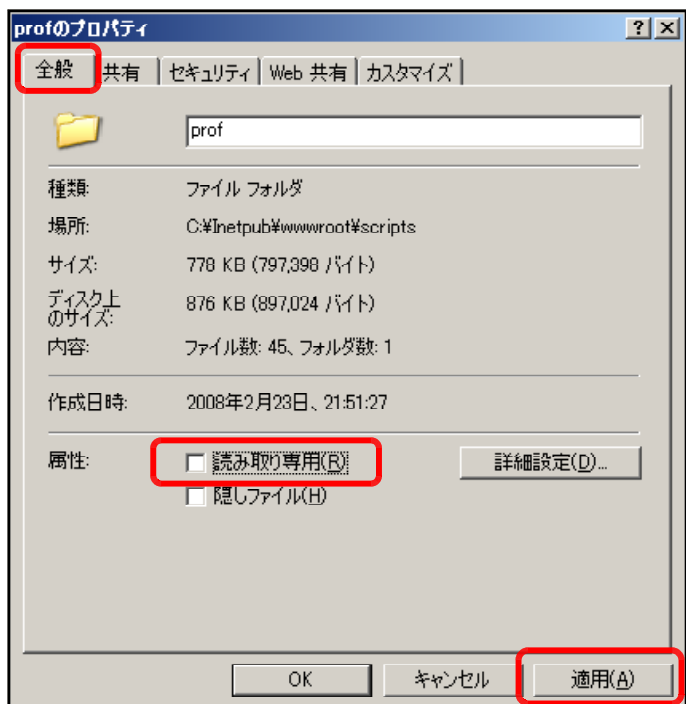 profのプロパティ
全般 共有 セキュリティ Web 共有 カスタマイズ
prof
種類: ファイル フォルダ
場所: C:¥Inetpub¥wwwroot¥scripts
サイズ: 778 KB (797,398 バイト)
ディスク上
のサイズ: 876 KB (897,024 バイト)
内容: ファイル数: 45、フォルダ数: 1
作成日時: 2008年2月23日、21:51:27
属性: 読み取り専用(R) 詳細設定(D)...
隠しファイル(H)
OK キャンセル 適用(A)